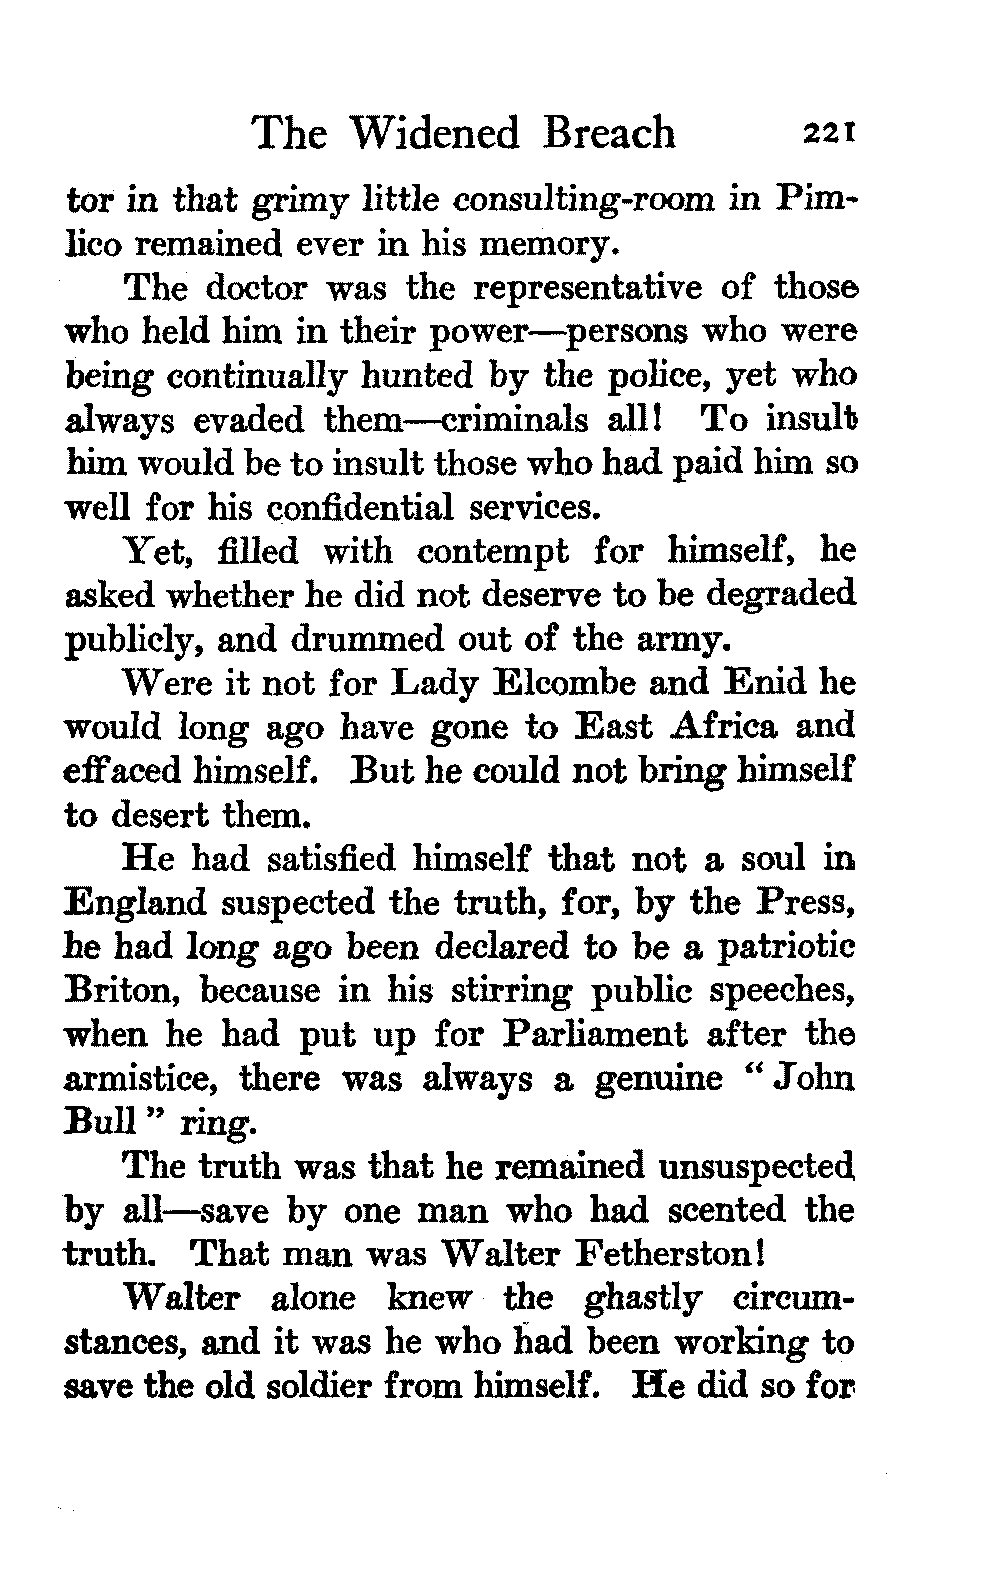 The Widened Breach 221
tor in that grimy little consulting-room in Pim-
lico remained ever in his memory.
The doctor was the representative of those
who held him in their power—persons who were
being continually hunted by the police, yet who
always evaded them—criminals all! To insult
him would be to insult those who had paid him so
well for his confidential services.
Yet, filled with contempt for himself, he
asked whether he did not deserve to be degraded
publicly, and drummed out of the army.
Were it not for Lady Elcombe and Enid he
would long ago have gone to East Africa and
effaced himself. But he could not bring himself
to desert them.
He had satisfied himself that not a soul in
England suspected the truth, for, by the Press,
he had long ago been declared to be a patriotic
Briton, because in his stirring public speeches,
when he had put up for Parliament after the
armistice, there was always a genuine “John
Bull” ring.
The truth was that he remained unsuspected
by all—save by one man who had scented the
truth. That man was Walter Fetherston!
Walter alone knew the ghastly circum-
stances, and it was he who had been working to
save the old soldier from himself. He did so for